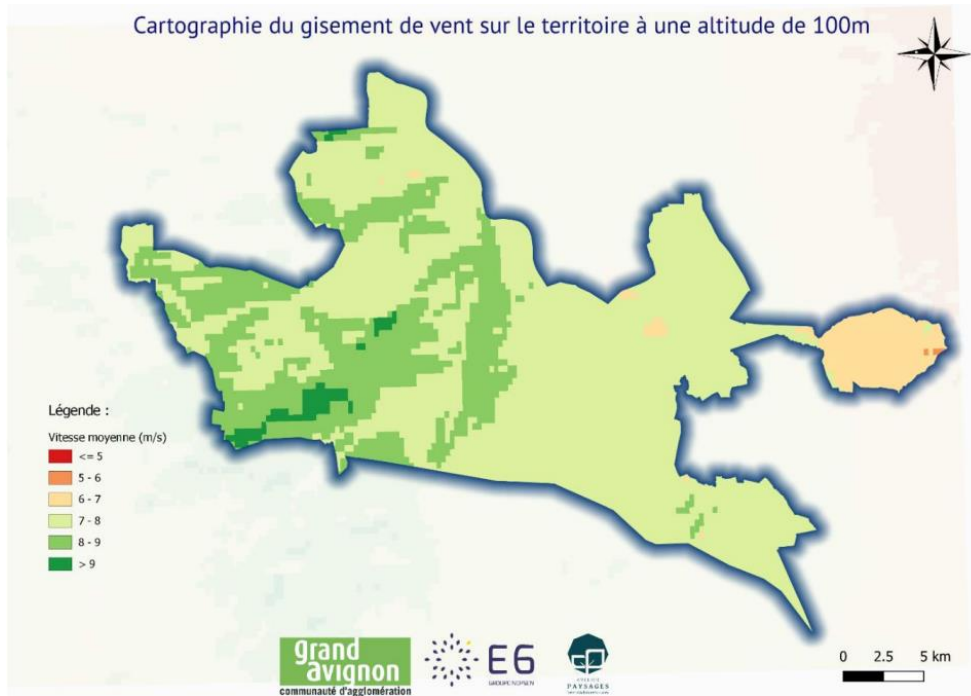 Cartographie du gisement de vent sur le territoire à une altitude de 100m
Légende :
Vitesse moyenne (m/s)
<= 5
5 - 6
6 - 7
7 - 8
8 - 9
> 9
grand
avignon
communauté d'agglomération
E6
PAYSAGES
0 2.5 5 km